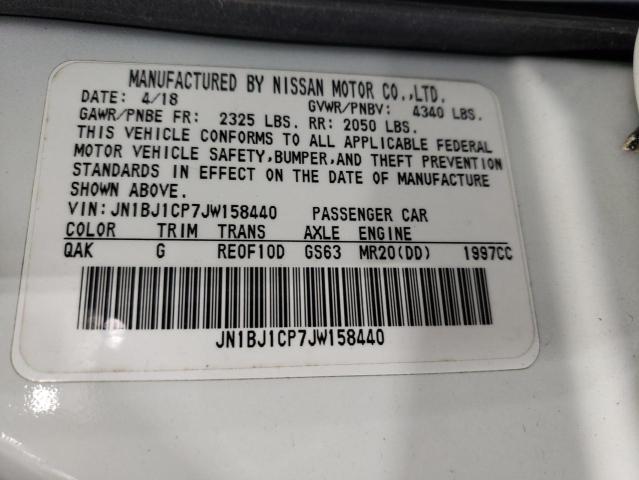 MANUFACTURED BY NISSAN MOTOR CO.,LTD.
DATE: 4/18 GVWR/PNBV: 4340 LBS.
GAWR/PNBE FR: 2325 LBS. RR: 2050 LBS.
THIS VEHICLE CONFORMS TO ALL APPLICABLE FEDERAL
MOTOR VEHICLE SAFETY,BUMPER,AND THEFT PREVENTION
STANDARDS IN EFFECT ON THE DATE OF MANUFACTURE
SHOWN ABOVE.
VIN:JN1BJ1CP7JW158440 PASSENGER CAR
COLOR TRIM TRANS AXLE ENGINE
QAK G RE0F10D GS63 MR20(DD) 1997CC
JN1BJ1CP7JW158440